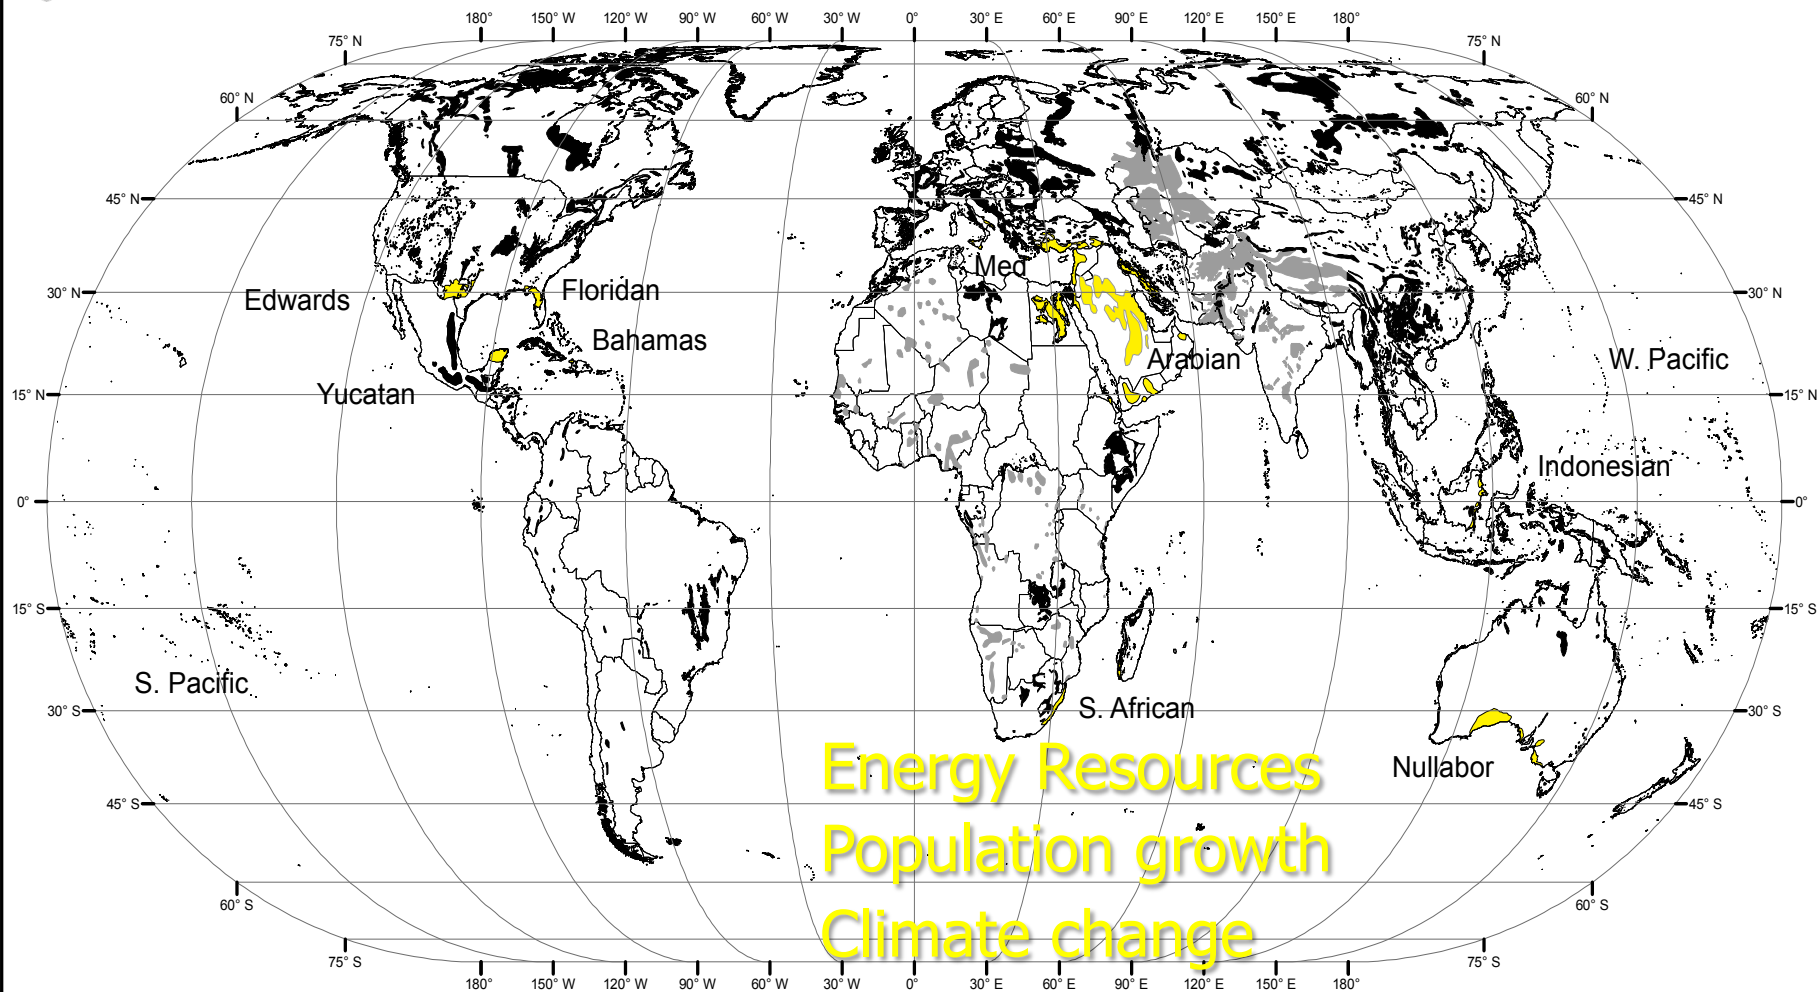 180° 150° W 120° W 90° W 60° W 30° W 0° 30° E 60° E 90° E 120° E 150° E 180°
75° N 75° N
60° N 60° N
45° N 45° N
Med
30° N Edwards Floridan 30° N
Bahamas
Arabian W. Pacific
15° N Yucatan 15° N
Indonesian
0° 0°
15° S 15° S
S. Pacific
30° S S. African 30° S
Energy Resources
Nullabor
45° S 45° S
Population growth
60° S 60° S
Climate change
75° S 75° S
180° 150° W 120° W 90° W 60° W 30° W 0° 30° E 60° E 90° E 120° E 150° E 180°